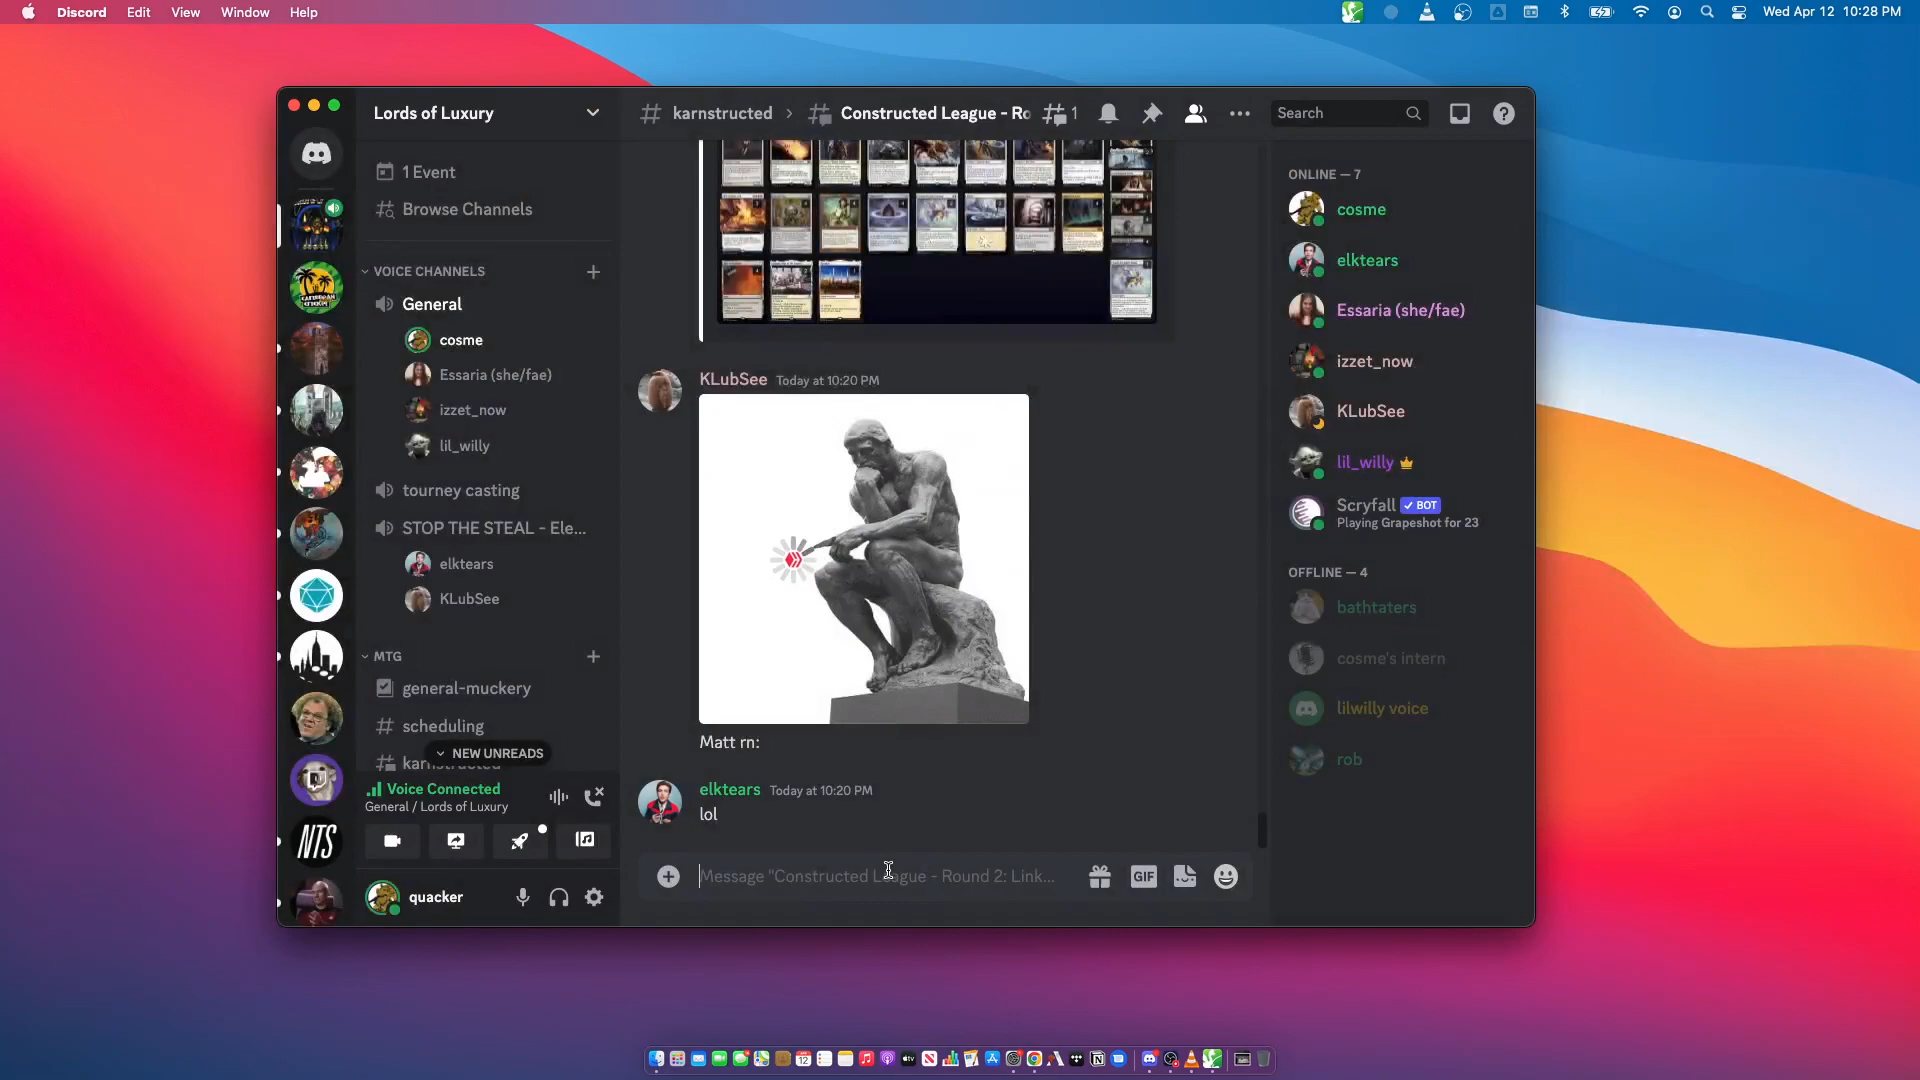 Discord Edit View Window Help
Wed Apr 12 10:28 PM
Lords of Luxury
karnstructed
Constructed League - Ro
1
Search
1 Event
Browse Channels
VOICE CHANNELS
General
cosme
Essaria (she/fae)
izzet_now
lil_willy
tourney casting
STOP THE STEAL - Ele...
elktears
KLubSee
MTG
general-muckery
scheduling
karnstructed
NEW UNREADS
Voice Connected
General / Lords of Luxury
quacker
NTS
KLubSee Today at 10:20 PM
Matt rn:
elktears Today at 10:20 PM
lol
Message "Constructed League - Round 2: Link...
GIF
ONLINE — 7
cosme
elktears
Essaria (she/fae)
izzet_now
KLubSee
lil_willy
Scryfall BOT
Playing Grapeshot for 23
OFFLINE — 4
bathtaters
cosme's intern
lilwilly voice
rob